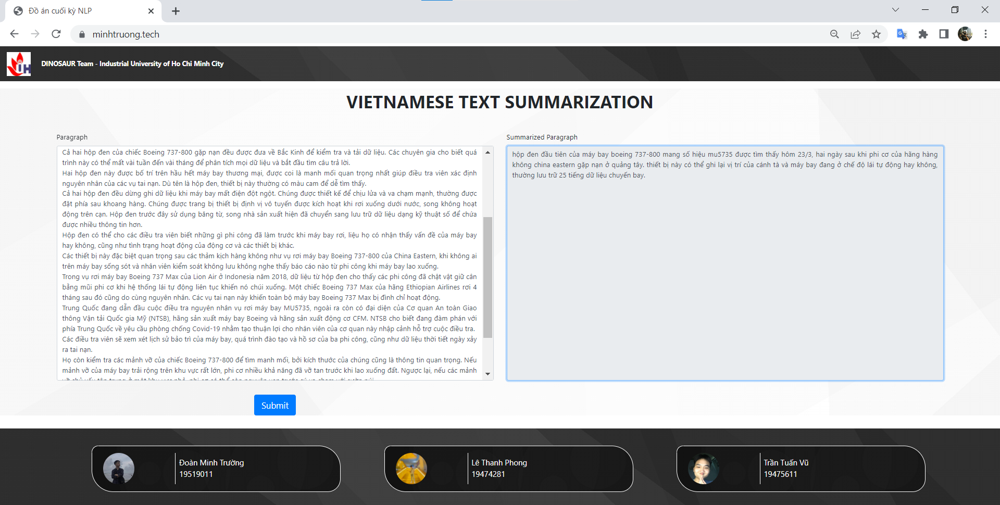 Đồ án cuối kỳ NLP
minhtruong.tech
DINOSAUR Team - Industrial University of Ho Chi Minh City
VIETNAMESE TEXT SUMMARIZATION
Paragraph
Cả hai hộp đen của chiếc Boeing 737-800 gặp nạn đều được đưa về Bắc Kinh để kiểm tra và tải dữ liệu. Các chuyên gia cho biết quá
trình này có thể mất vài tuần đến vài tháng để phân tích mọi dữ liệu và bắt đầu tìm câu trả lời.
Hai hộp đen này được bố trí trên hầu hết máy bay thương mại, được coi là manh mối quan trọng nhất giúp điều tra viên xác định
nguyên nhân của các vụ tai nạn. Dù tên là hộp đen, thiết bị này thường có màu cam để dễ tìm thấy.
Cả hai hộp đen đều dừng ghi dữ liệu khi máy bay mất điện đột ngột. Chúng được thiết kế để chịu lửa và va chạm mạnh, thường được
đặt phía sau khoang hàng. Chúng được trang bị thiết bị định vị vô tuyến được kích hoạt khi rơi xuống dưới nước, song không hoạt
động trên cạn. Hộp đen trước đây sử dụng băng từ, song nhà sản xuất hiện đã chuyển sang lưu trữ dữ liệu dạng kỹ thuật số để chứa
được nhiều thông tin hơn.
Hộp đen có thể cho các điều tra viên biết những gì phi công đã làm trước khi máy bay rơi, liệu họ có nhận thấy vấn đề của máy bay
hay không, cũng như tình trạng hoạt động của động cơ và các thiết bị khác.
Các thiết bị này đặc biệt quan trọng sau các thảm kịch hàng không như vụ rơi máy bay Boeing 737-800 của China Eastern, khi không ai
trên máy bay sống sót và nhân viên kiểm soát không lưu không nghe thấy báo cáo nào từ phi công khi máy bay lao xuống.
Trong vụ rơi máy bay Boeing 737 Max của Lion Air ở Indonesia năm 2018, dữ liệu từ hộp đen cho thấy các phi công đã chật vật giữ cân
bằng mũi phi cơ khi hệ thống lái tự động liên tục khiến nó chúi xuống. Một chiếc Boeing 737 Max của hãng Ethiopian Airlines rơi 4
tháng sau đó cũng do cùng nguyên nhân. Các vụ tai nạn này khiến toàn bộ máy bay Boeing 737 Max bị đình chỉ hoạt động.
Trung Quốc đang dẫn đầu cuộc điều tra nguyên nhân vụ rơi máy bay MU5735, ngoài ra còn có đại diện của Cơ quan An toàn Giao
thông Vận tải Quốc gia Mỹ (NTSB), hãng sản xuất máy bay Boeing và hãng sản xuất động cơ CFM. NTSB cho biết đang đàm phán với
phía Trung Quốc về yêu cầu phòng chống Covid-19 nhằm tạo thuận lợi cho nhân viên của cơ quan này nhập cảnh hỗ trợ cuộc điều tra.
Các điều tra viên sẽ xem xét lịch sử bảo trì của máy bay, quá trình đào tạo và hồ sơ của ba phi công, cũng như dữ liệu thời tiết ngày xảy
ra tai nạn.
Họ còn kiểm tra các mảnh vỡ của chiếc Boeing 737-800 để tìm manh mối, bởi kích thước của chúng cũng là thông tin quan trọng. Nếu
mảnh vỡ của máy bay trải rộng trên khu vực rất lớn, phi cơ nhiều khả năng đã vỡ tan trước khi lao xuống đất. Ngược lại, nếu các mảnh
Summarized Paragraph
hộp đen đầu tiên của máy bay boeing 737-800 mang số hiệu mu5735 được tìm thấy hôm 23/3, hai ngày sau khi phi cơ của hãng hàng
không china eastern gặp nạn ở quảng tây. thiết bị này có thể ghi lại vị trí của cánh tà và máy bay đang ở chế độ lái tự động hay không,
thường lưu trữ 25 tiếng dữ liệu chuyến bay.
Submit
Đoàn Minh Trường
19519011
Lê Thanh Phong
19474281
Trần Tuấn Vũ
19475611